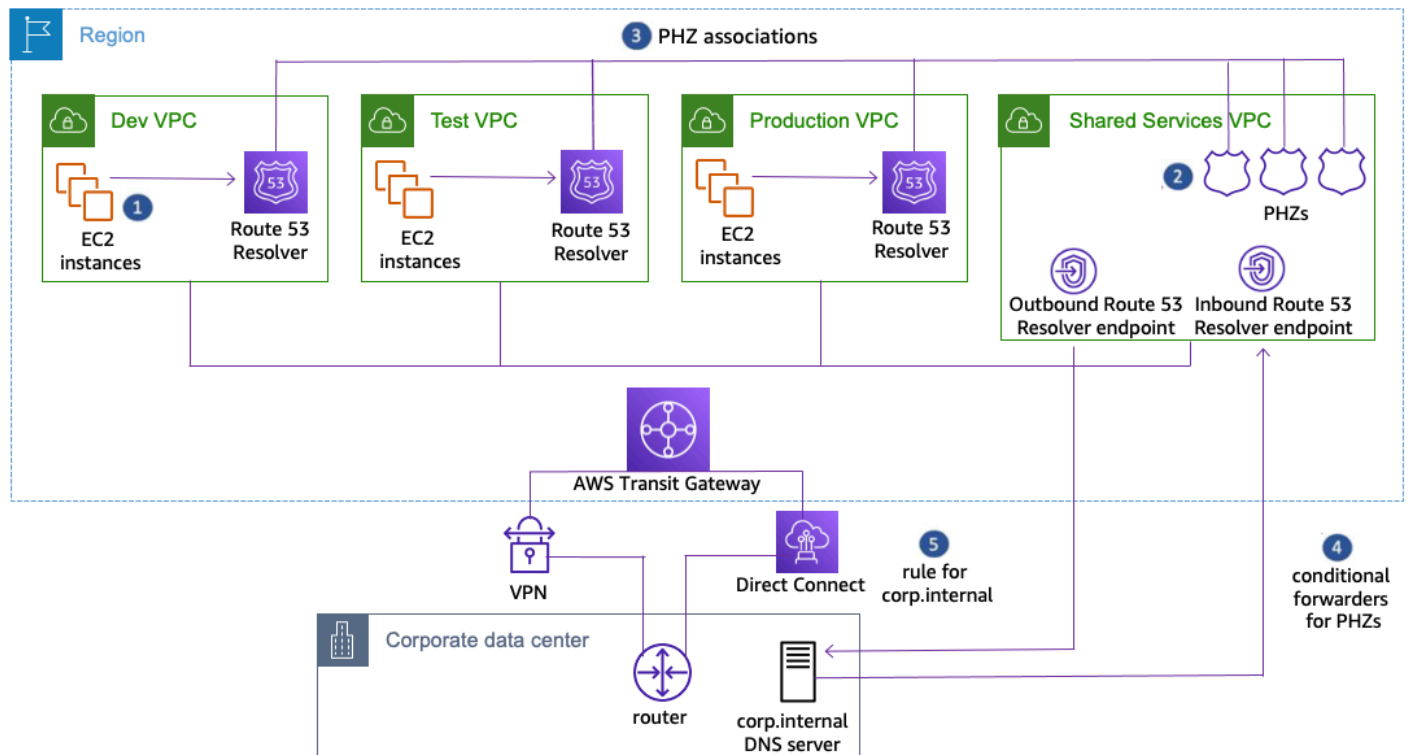 Region
3 PHZ associations
Dev VPC
Test VPC
Production VPC
Shared Services VPC
1
EC2
instances
53
Route 53
Resolver
EC2
instances
53
Route 53
Resolver
EC2
instances
53
Route 53
Resolver
2
PHZs
Outbound Route 53
Resolver endpoint
Inbound Route 53
Resolver endpoint
AWS Transit Gateway
VPN
Direct Connect
5
rule for
corp.internal
4
conditional
forwarders
for PHZs
Corporate data center
router
corp.internal
DNS server